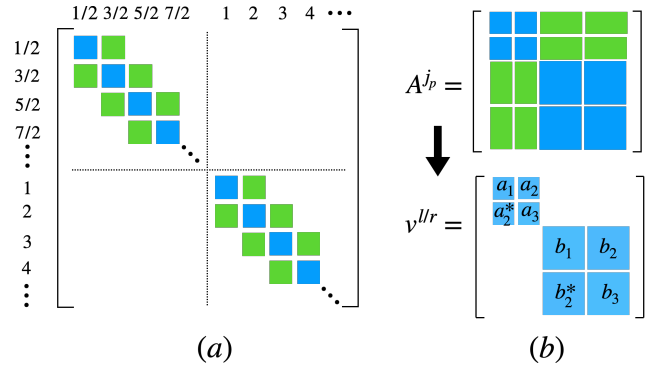 1/2 3/2 5/2 7/2 1 2 3 4 ...
1/2
3/2
5/2
7/2
⋮
1
2
3
4
⋮
(a)
A^{j_p} =
v^{l/r} =
a_1 a_2
a_2^* a_3
b_1 b_2
b_2^* b_3
(b)